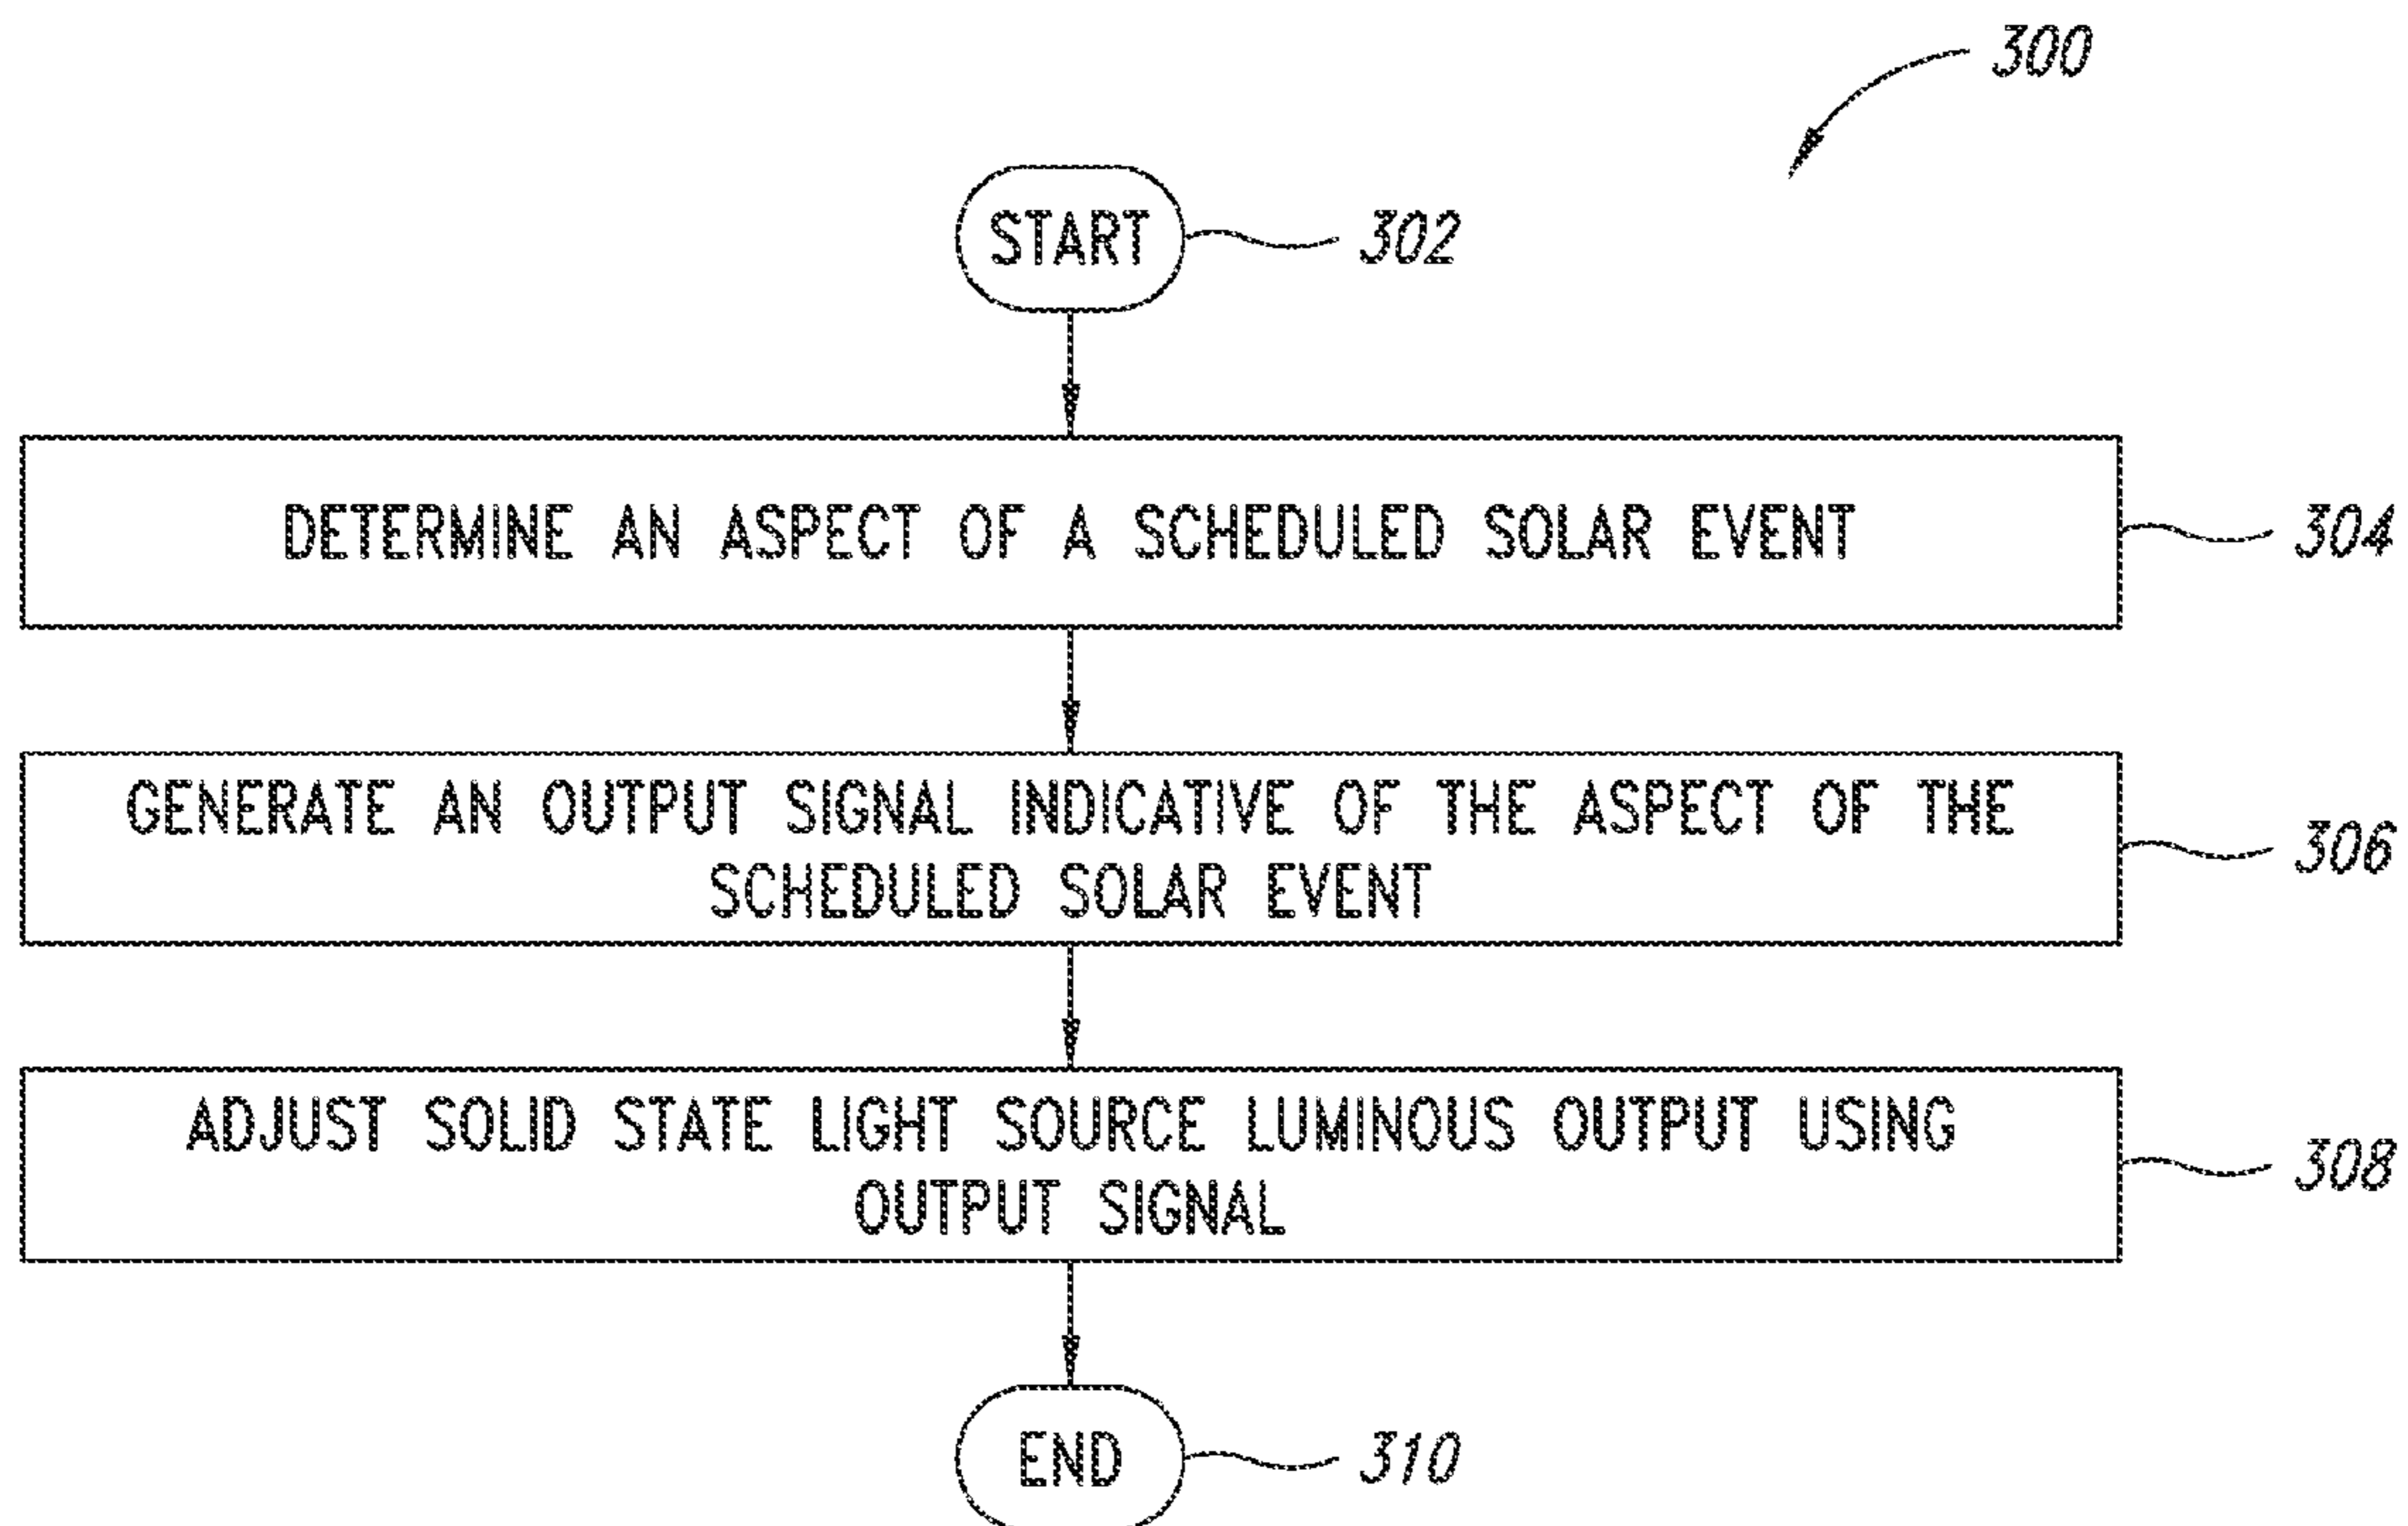 300
START
302
DETERMINE AN ASPECT OF A SCHEDULED SOLAR EVENT
304
GENERATE AN OUTPUT SIGNAL INDICATIVE OF THE ASPECT OF THE
SCHEDULED SOLAR EVENT
306
ADJUST SOLID STATE LIGHT SOURCE LUMINOUS OUTPUT USING
OUTPUT SIGNAL
308
END
310